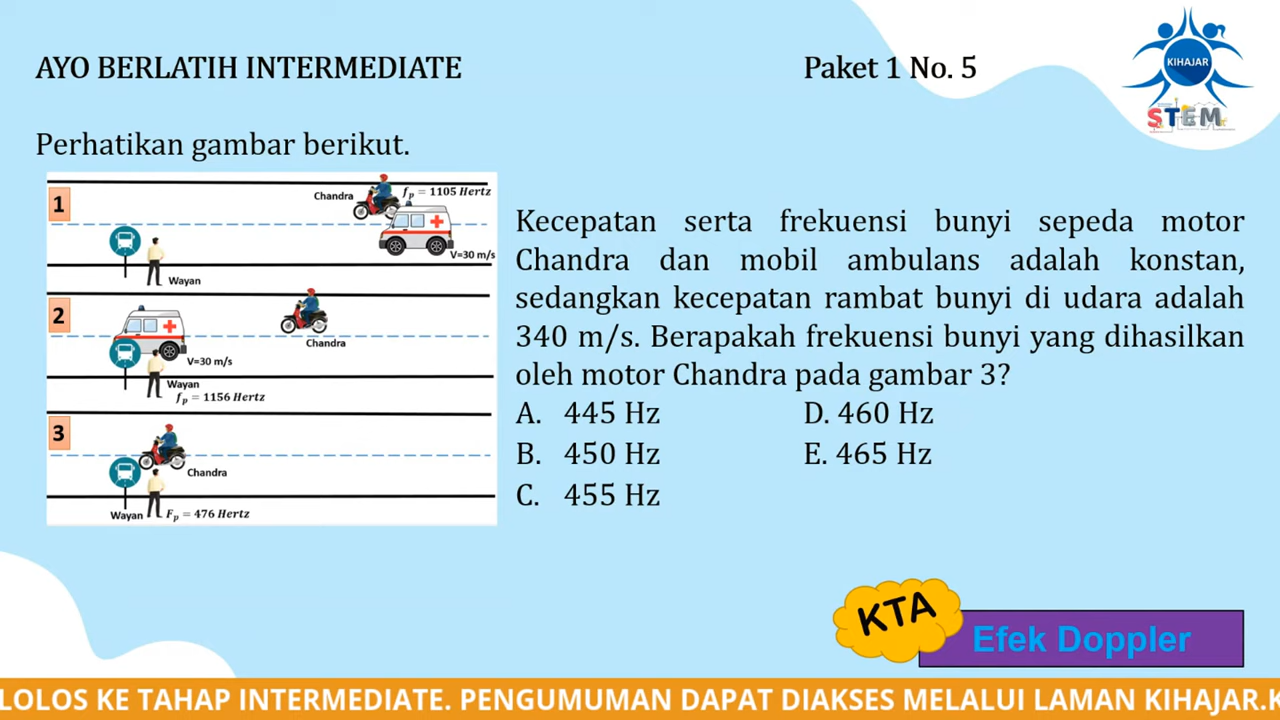 AYO BERLATIH INTERMEDIATE
Paket 1 No. 5
KIHAJAR
STEM
Perhatikan gambar berikut.
1
Chandra
fₚ = 1105 Hertz
V=30 m/s
Wayan
2
Chandra
V=30 m/s
Wayan
fₚ = 1156 Hertz
3
Chandra
Wayan
Fₚ = 476 Hertz
Kecepatan serta frekuensi bunyi sepeda motor
Chandra dan mobil ambulans adalah konstan,
sedangkan kecepatan rambat bunyi di udara adalah
340 m/s. Berapakah frekuensi bunyi yang dihasilkan
oleh motor Chandra pada gambar 3?
A. 445 Hz
D. 460 Hz
B. 450 Hz
E. 465 Hz
C. 455 Hz
KTA
Efek Doppler
LOLOS KE TAHAP INTERMEDIATE. PENGUMUMAN DAPAT DIAKSES MELALUI LAMAN KIHAJAR.K